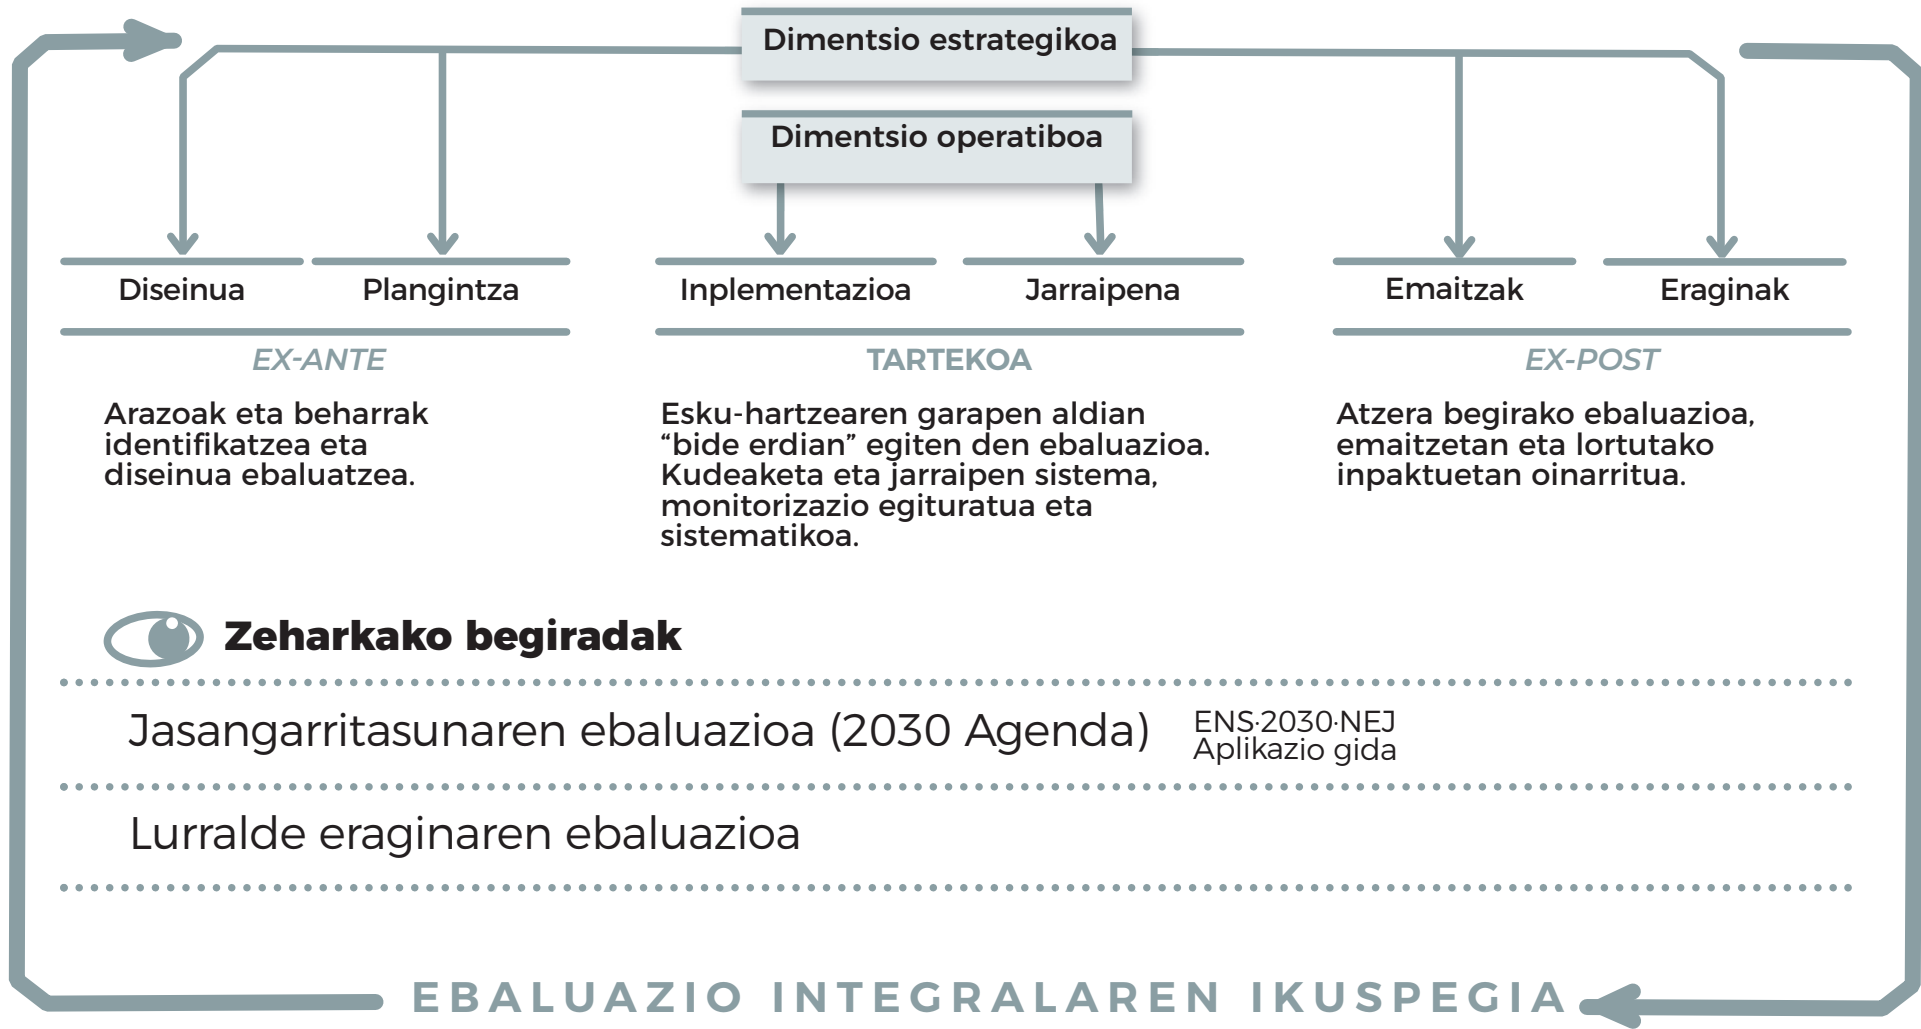 Dimentsio estrategikoa
Dimentsio operatiboa
Diseinua
Plangintza
Inplementazioa
Jarraipena
Emaitzak
Eraginak
EX-ANTE
Arazoak eta beharrak
identifikatzea eta
diseinua ebaluatzea.
TARTEKOA
Esku-hartzearen garapen aldian
“bide erdian” egiten den ebaluazioa.
Kudeaketa eta jarraipen sistema,
monitorizazio egituratua eta
sistematikoa.
EX-POST
Atzera begirako ebaluazioa,
emaitzetan eta lortutako
inpaktuetan oinarritua.
Zeharkako begiradak
Jasangarritasunaren ebaluazioa (2030 Agenda)
ENS·2030·NEJ
Aplikazio gida
Lurralde eraginaren ebaluazioa
EBALUAZIO INTEGRALAREN IKUSPEGIA